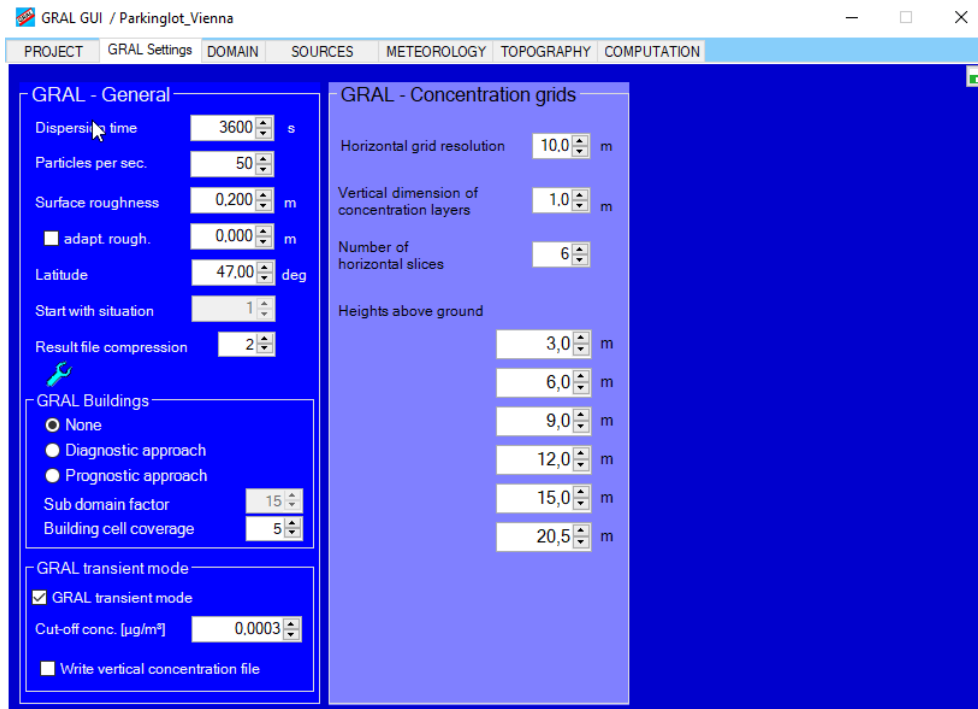 GRAL GUI / Parkinglot_Vienna
PROJECT GRAL Settings DOMAIN SOURCES METEOROLOGY TOPOGRAPHY COMPUTATION
GRAL - General
Dispersion time 3600 s
Particles per sec. 50
Surface roughness 0,200 m
adapt. rough. 0,000 m
Latitude 47,00 deg
Start with situation 1
Result file compression 2
GRAL Buildings
None
Diagnostic approach
Prognostic approach
Sub domain factor 15
Building cell coverage 5
GRAL transient mode
GRAL transient mode
Cut-off conc. [µg/m³] 0,0003
Write vertical concentration file
GRAL - Concentration grids
Horizontal grid resolution 10,0 m
Vertical dimension of
concentration layers 1,0 m
Number of
horizontal slices 6
Heights above ground
3,0 m
6,0 m
9,0 m
12,0 m
15,0 m
20,5 m